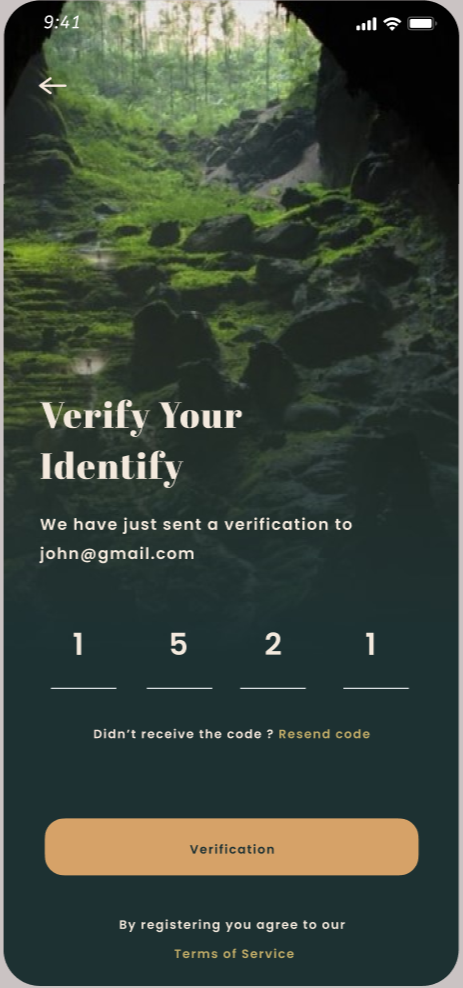 9:41
Verify Your
Identify
We have just sent a verification to
john@gmail.com
1 5 2 1
Didn’t receive the code ? Resend code
Verification
By registering you agree to our
Terms of Service